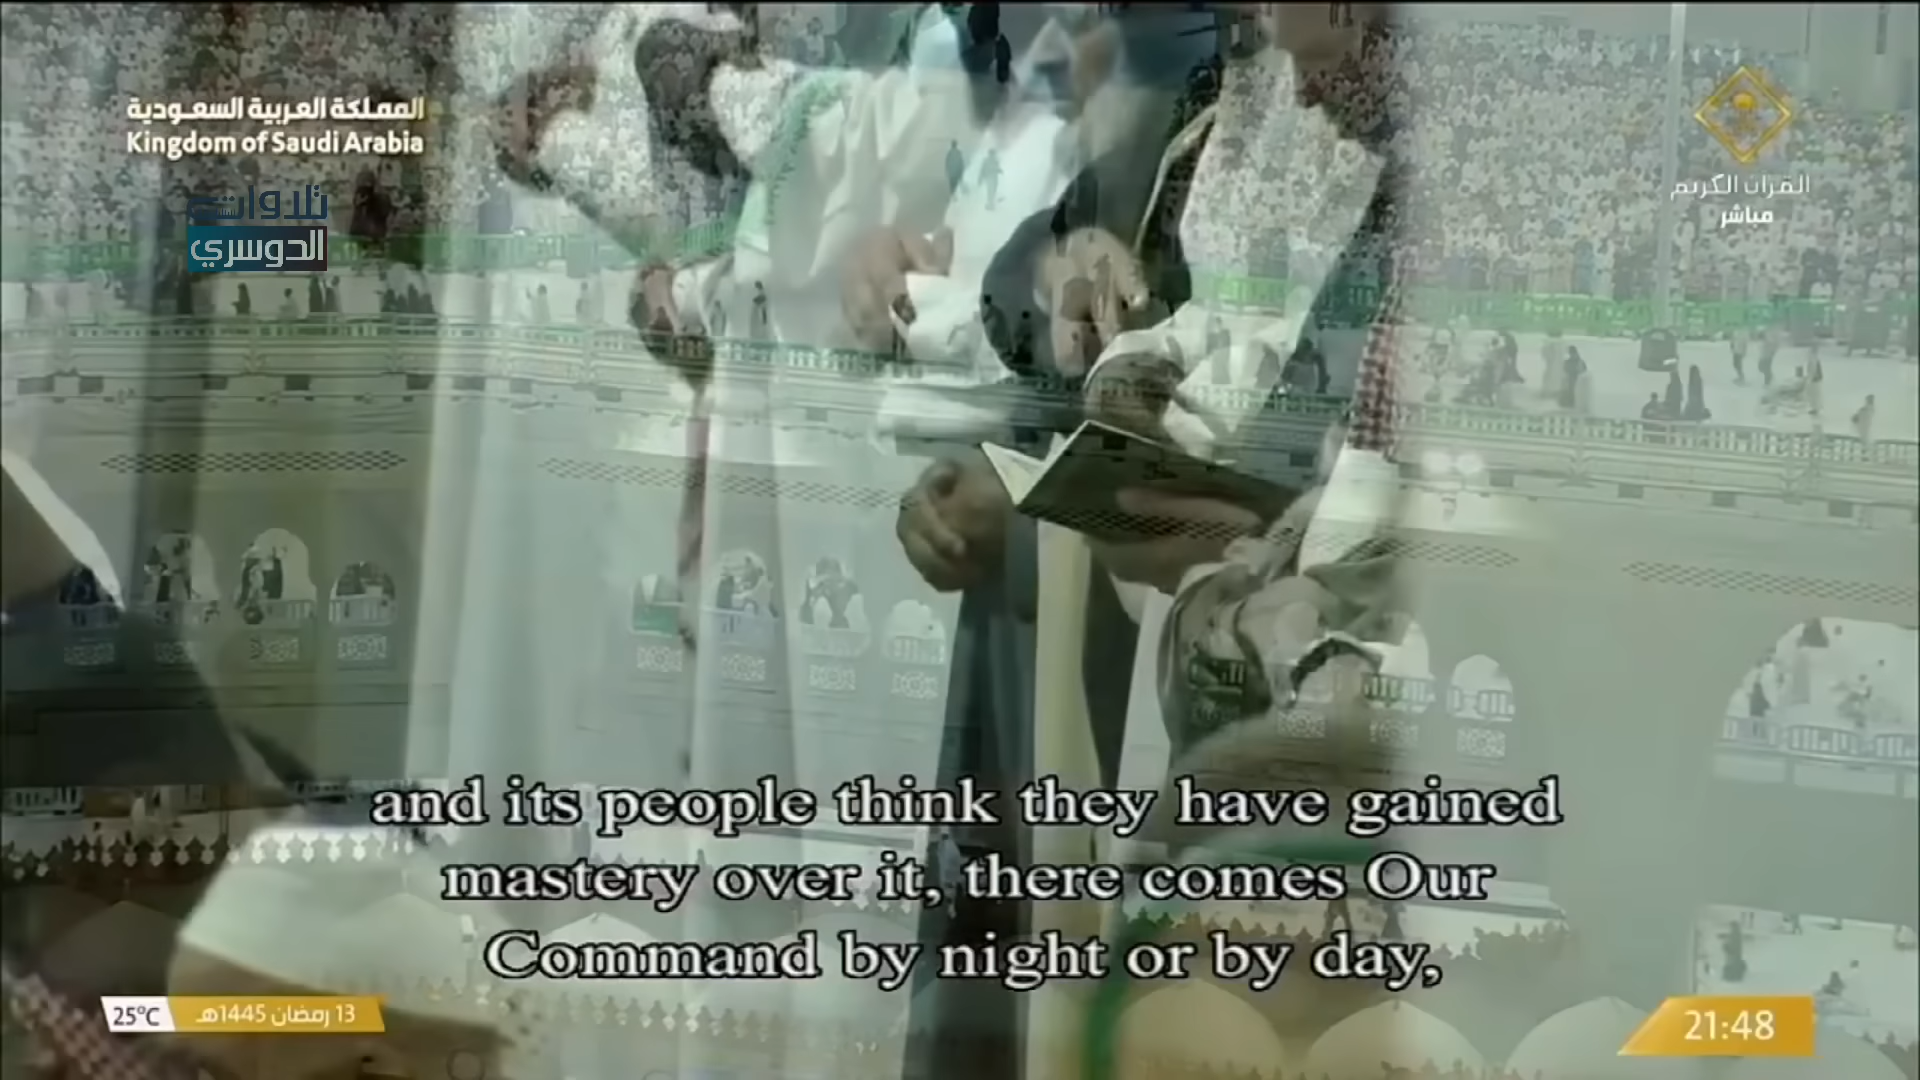 المملكة العربية السعودية
Kingdom of Saudi Arabia
تلاوات
الدوسري
القرآن الكريم
مباشر
and its people think they have gained
mastery over it, there comes Our
Command by night or by day,
25°C
13 رمضان 1445هـ
21:48